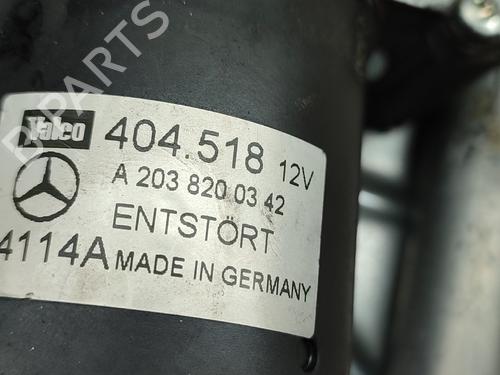 Valeo 404.518 12V
A 203 820 03 42
ENTSTÖRT
4114A MADE IN GERMANY